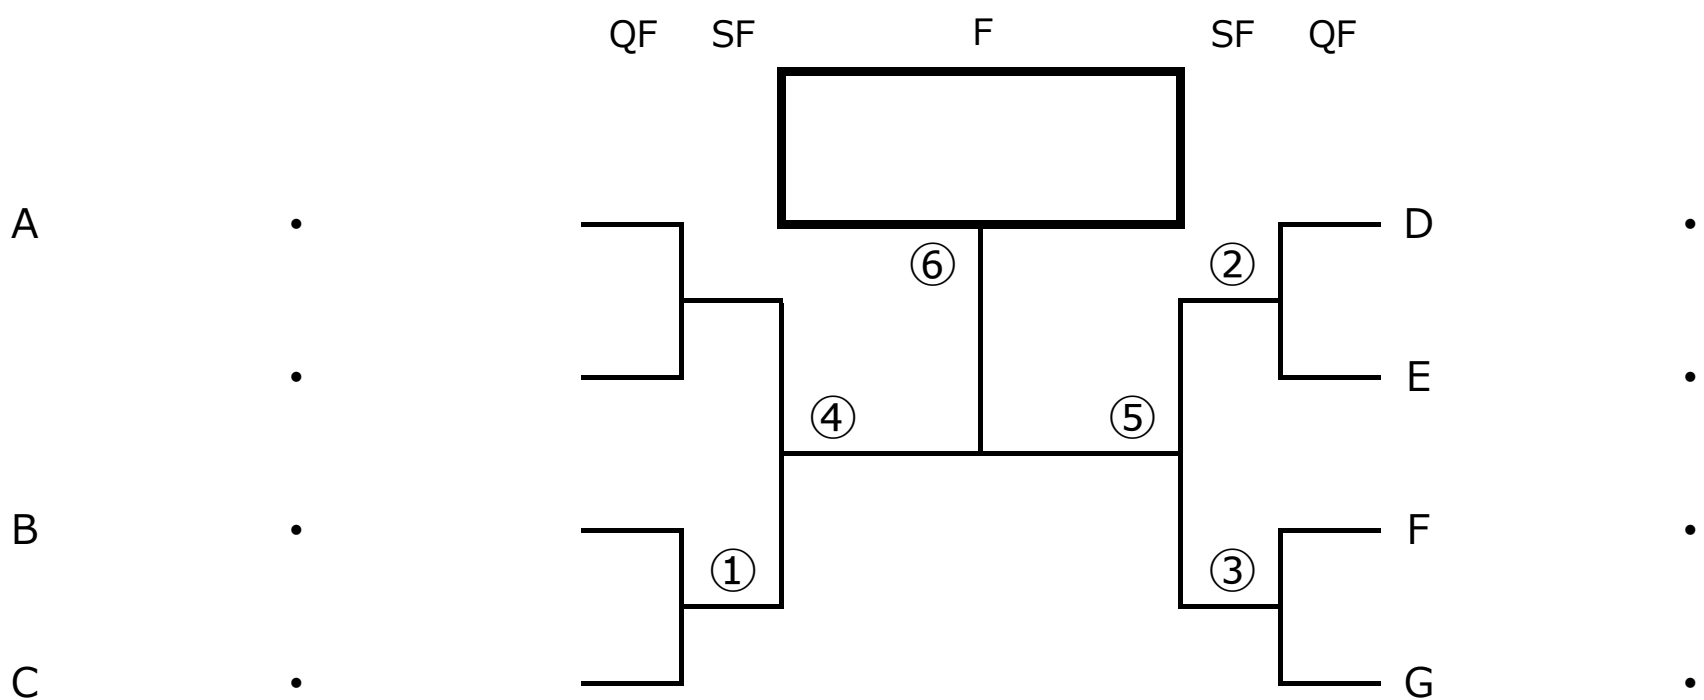 QF SF F SF QF
A ・ D ・
⑥ ②
・ E ・
④ ⑤
B ・ F ・
① ③
C ・ G ・